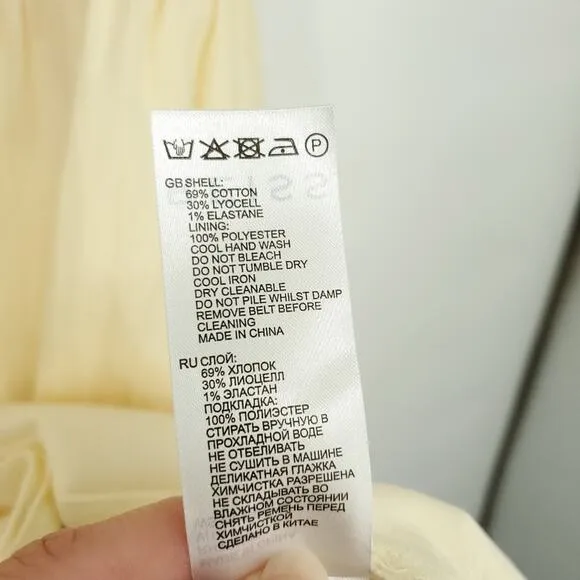 P
GB SHELL:
69% COTTON
30% LYOCELL
1% ELASTANE
LINING:
100% POLYESTER
COOL HAND WASH
DO NOT BLEACH
DO NOT TUMBLE DRY
COOL IRON
DRY CLEANABLE
DO NOT PILE WHILST DAMP
REMOVE BELT BEFORE
CLEANING
MADE IN CHINA
RU СЛОЙ:
69% ХЛОПОК
30% ЛИОЦЕЛЛ
1% ЭЛАСТАН
ПОДКЛАДКА:
100% ПОЛИЭСТЕР
СТИРАТЬ ВРУЧНУЮ В
ПРОХЛАДНОЙ ВОДЕ
НЕ ОТБЕЛИВАТЬ
НЕ СУШИТЬ В МАШИНЕ
ДЕЛИКАТНАЯ ГЛАЖКА
ХИМЧИСТКА РАЗРЕШЕНА
НЕ СКЛАДЫВАТЬ ВО
ВЛАЖНОМ СОСТОЯНИИ
СНЯТЬ РЕМЕНЬ ПЕРЕД
ХИМЧИСТКОЙ
СДЕЛАНО В КИТАЕ